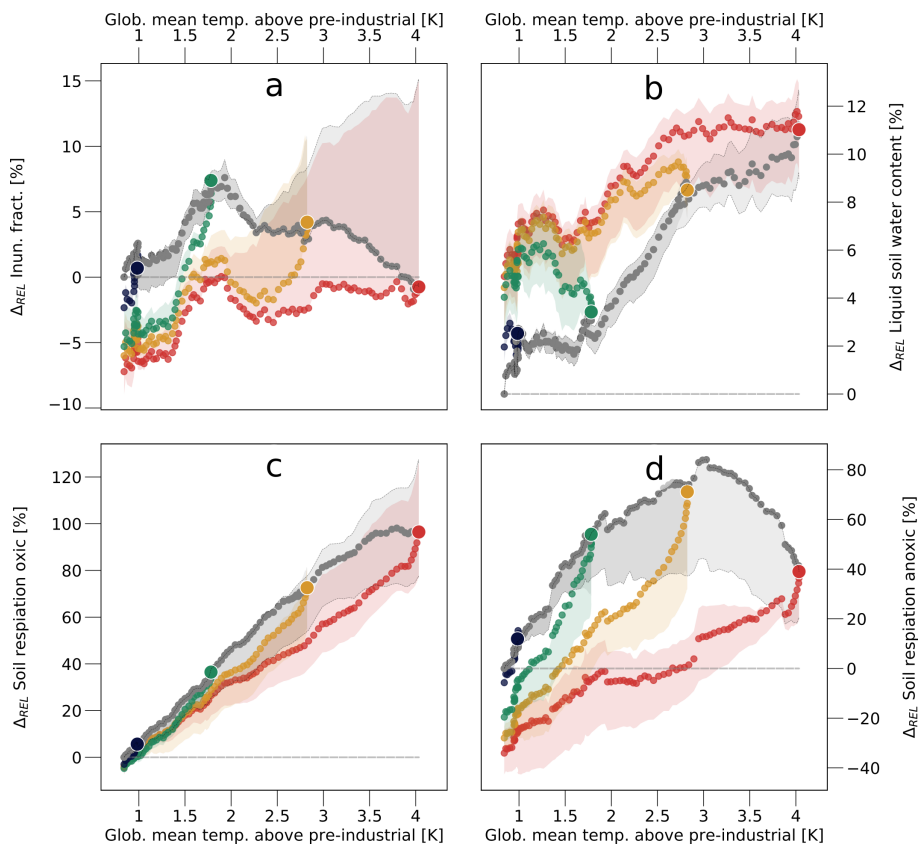 Glob. mean temp. above pre-industrial [K] Glob. mean temp. above pre-industrial [K]
1 1.5 2 2.5 3 3.5 4 1 1.5 2 2.5 3 3.5 4
a
15
10
5
0
−5
−10
Δ_REL Inun. fract. [%]
b
12
10
8
6
4
2
0
Δ_REL Liquid soil water content [%]
c
120
100
80
60
40
20
0
Δ_REL Soil respiation oxic [%]
d
80
60
40
20
0
−20
−40
Δ_REL Soil respiation anoxic [%]
1 1.5 2 2.5 3 3.5 4 1 1.5 2 2.5 3 3.5 4
Glob. mean temp. above pre-industrial [K] Glob. mean temp. above pre-industrial [K]